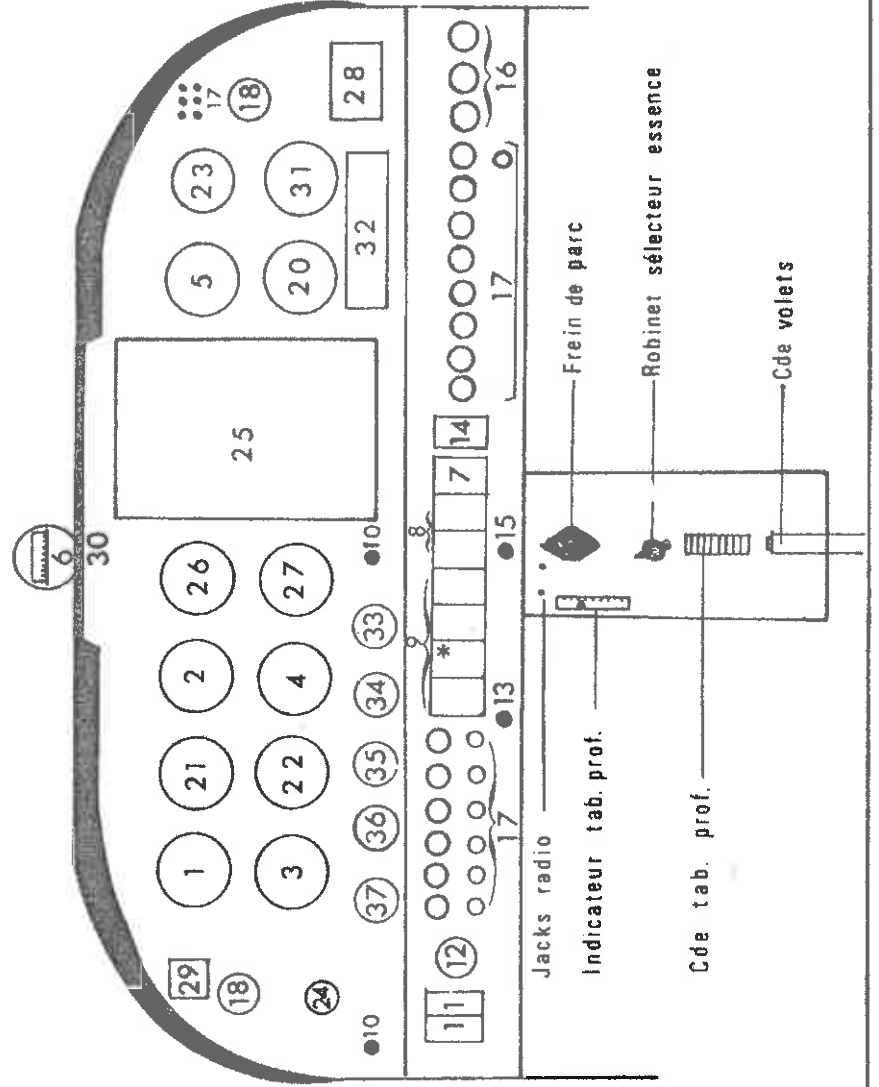 6
30
29 1 21 2 26 5 23 17
18 25 18
24 3 22 4 27 20 31 28
32
10 37 36 35 34 33 10
9 8
11 12 * 7 14
17 13 15 17 16
Jacks radio
Indicateur tab. prof.
Cde tab. prof.
Frein de parc
Robinet sélecteur essence
Cde volets